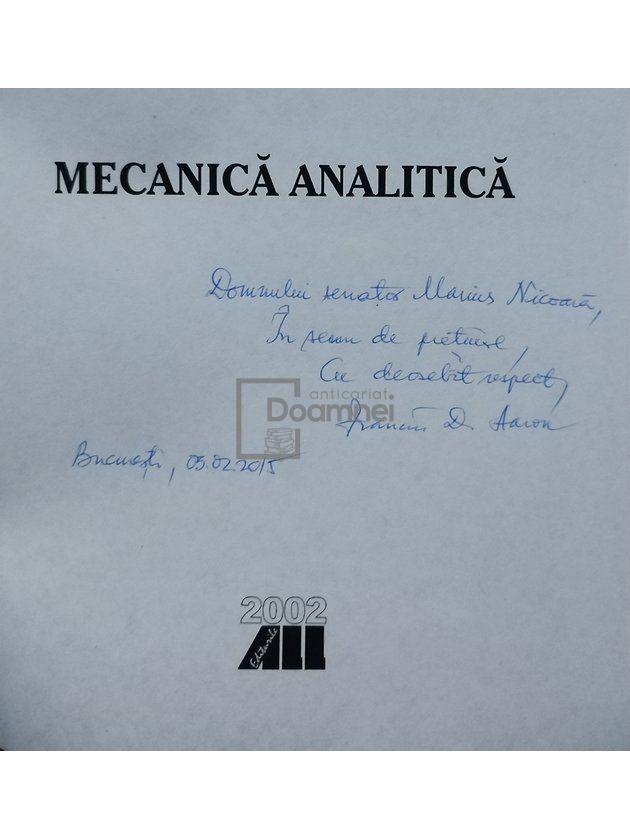 MECANICĂ ANALITICĂ
Domnului senator Marius Nicoară,
În semn de prețuire,
Cu deosebit respect,
anticariat
Doamnei
Francisc D. Aaron
București, 05.02.2015
2002
Editurile
ALL